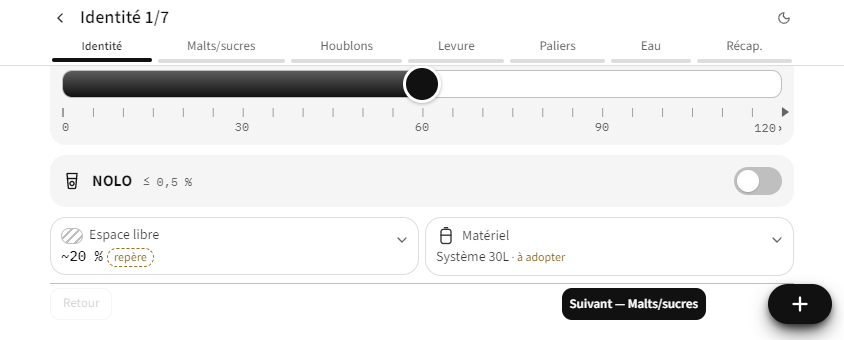 Identité 1/7
Identité Malts/sucres Houblons Levure Paliers Eau Récap.
0 30 60 90 120›
NOLO ≤ 0,5 %
Espace libre
~20 % repère
Matériel
Système 30L · à adopter
Retour Suivant — Malts/sucres